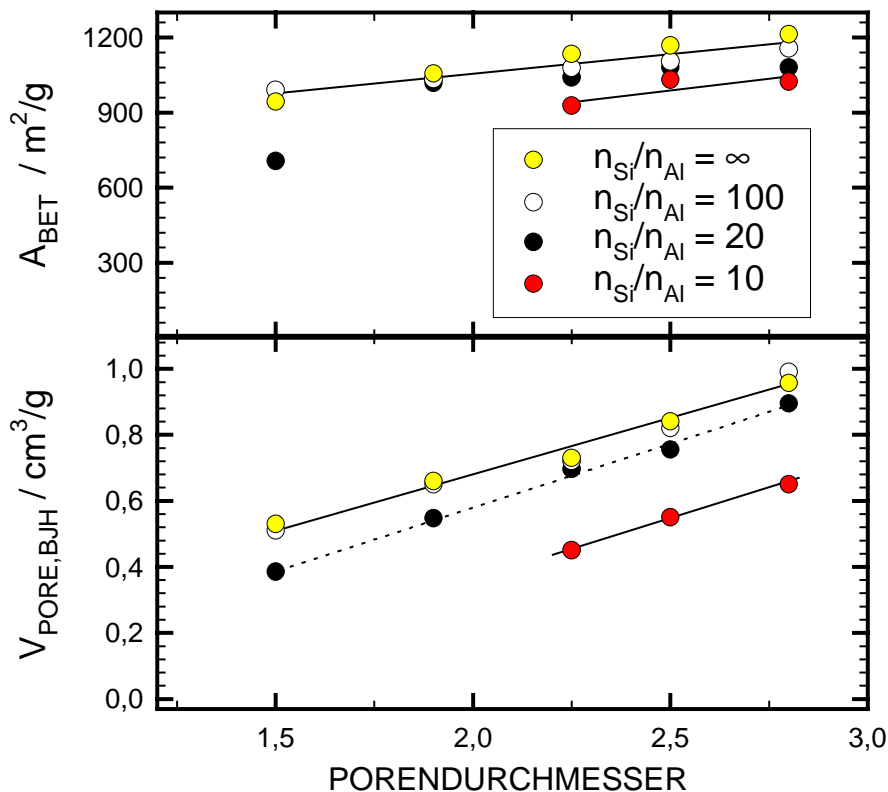 1200
900
600
300
A_BET / m²/g
n_Si/n_Al = ∞
n_Si/n_Al = 100
n_Si/n_Al = 20
n_Si/n_Al = 10
1,0
0,8
0,6
0,4
0,2
0,0
V_PORE,BJH / cm³/g
1,5 2,0 2,5 3,0
PORENDURCHMESSER